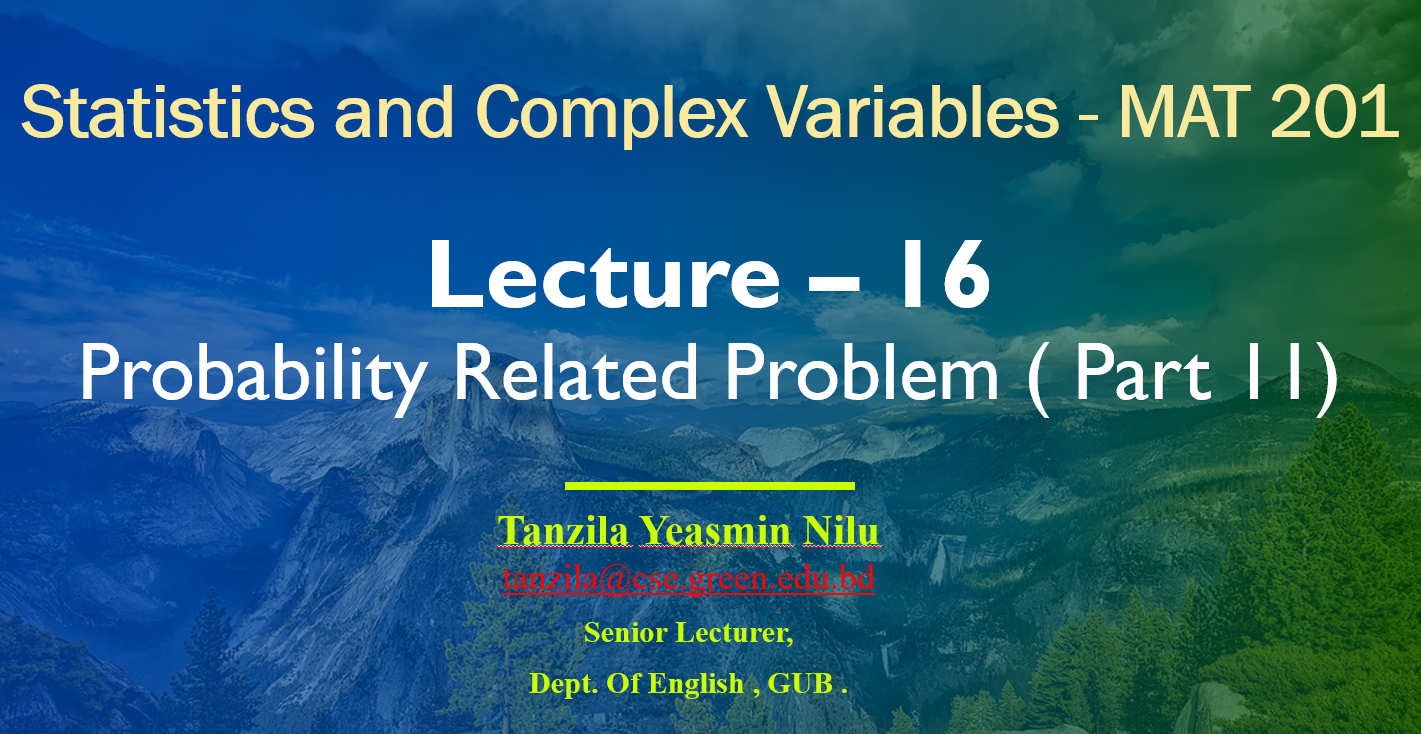 Statistics and Complex Variables - MAT 201
Lecture – 16
Probability Related Problem ( Part 11)
Tanzila Yeasmin Nilu
tanzila@cse.green.edu.bd
Senior Lecturer,
Dept. Of English , GUB .